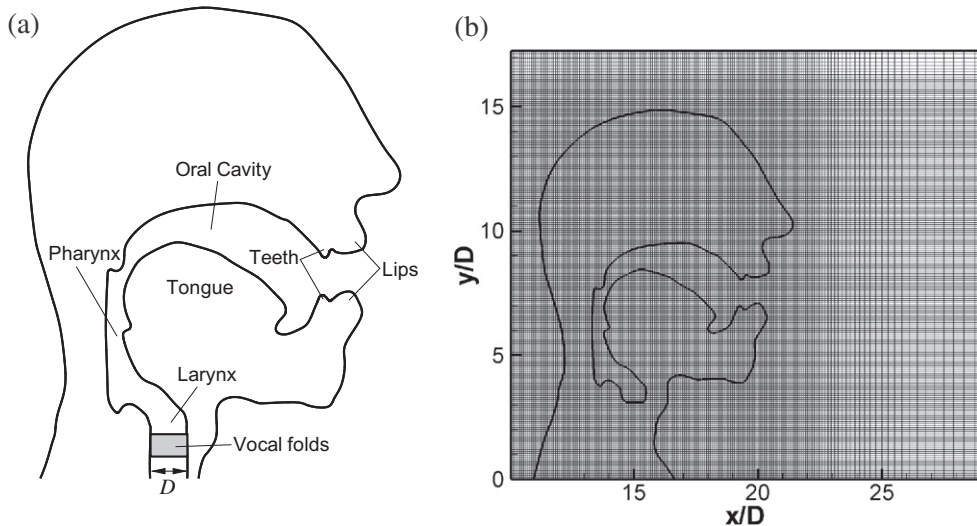 (a)
Oral Cavity
Pharynx
Teeth
Lips
Tongue
Larynx
Vocal folds
D
(b)
y/D
15
10
5
0
15
20
25
x/D